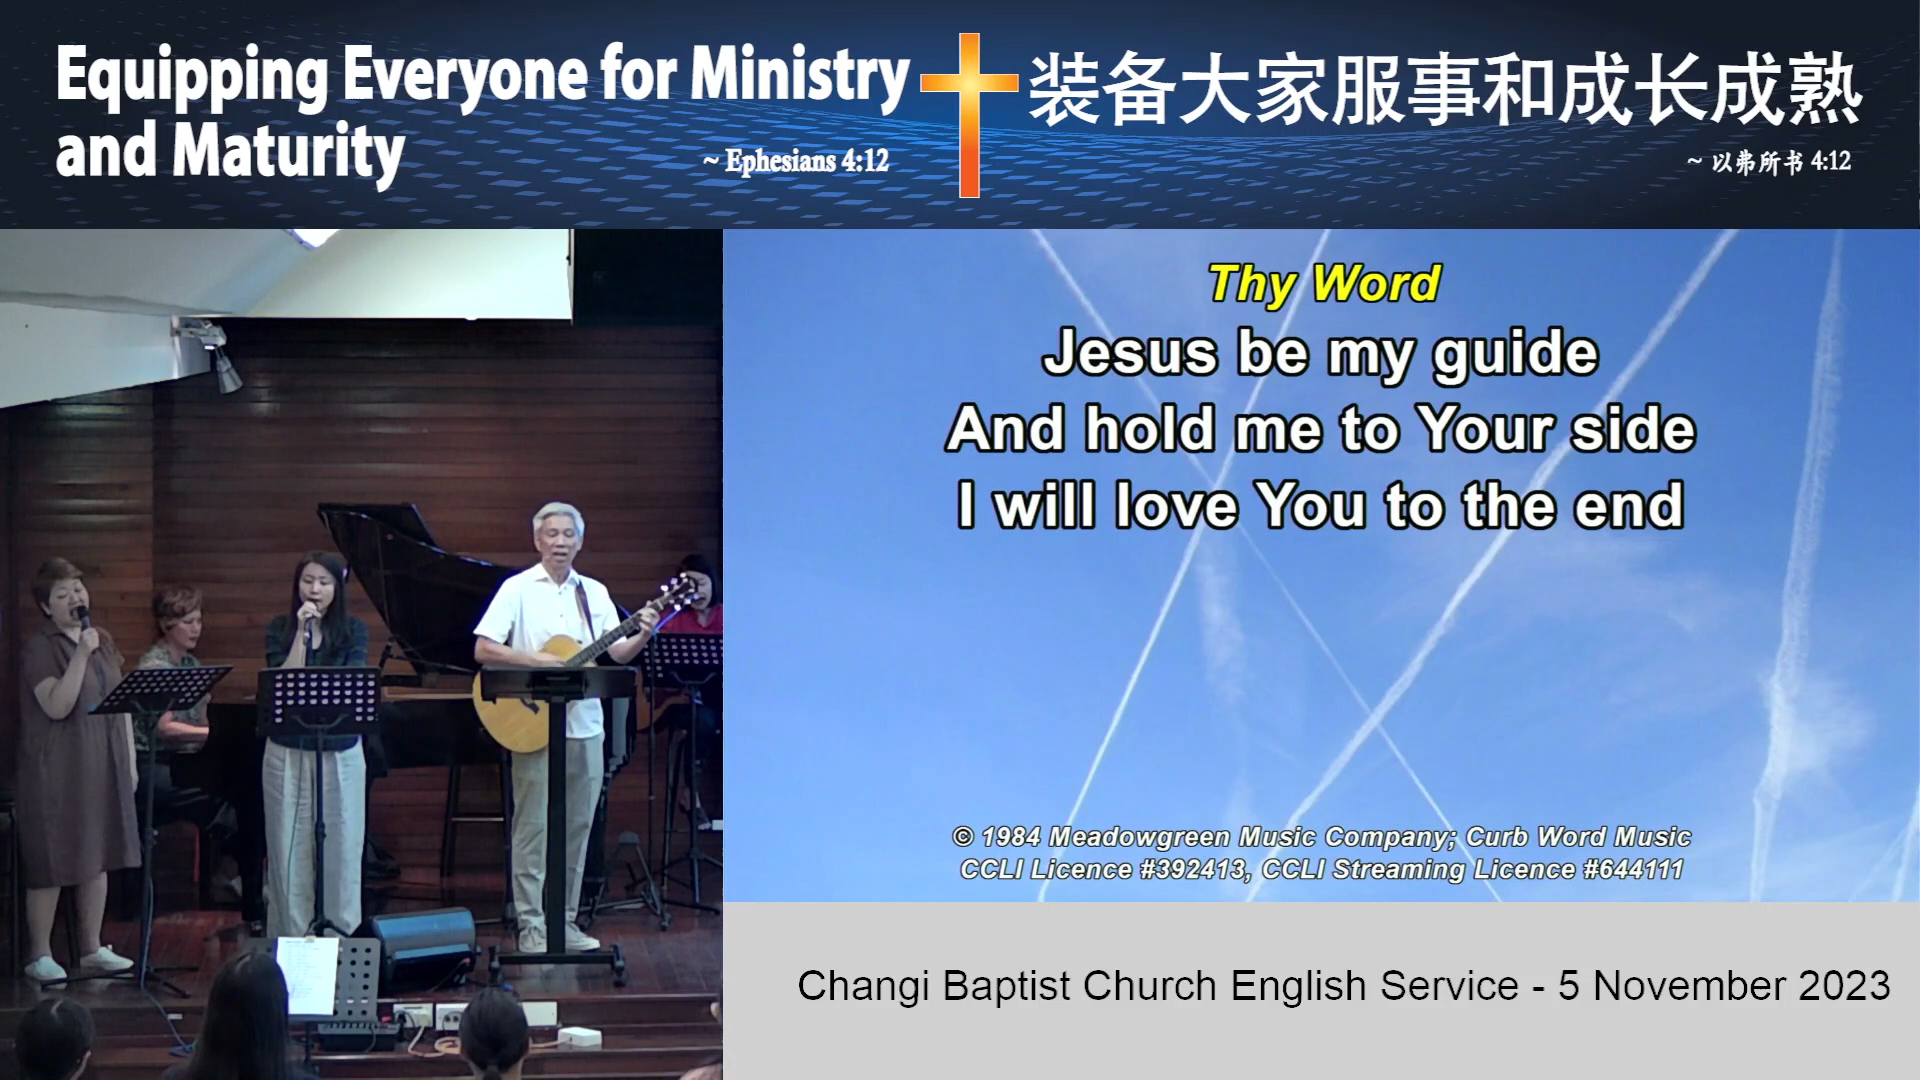 Equipping Everyone for Ministry
and Maturity
~ Ephesians 4:12
装备大家服事和成长成熟
~ 以弗所书 4:12
Thy Word
Jesus be my guide
And hold me to Your side
I will love You to the end
© 1984 Meadowgreen Music Company; Curb Word Music
CCLI Licence #392413, CCLI Streaming Licence #644111
Changi Baptist Church English Service - 5 November 2023